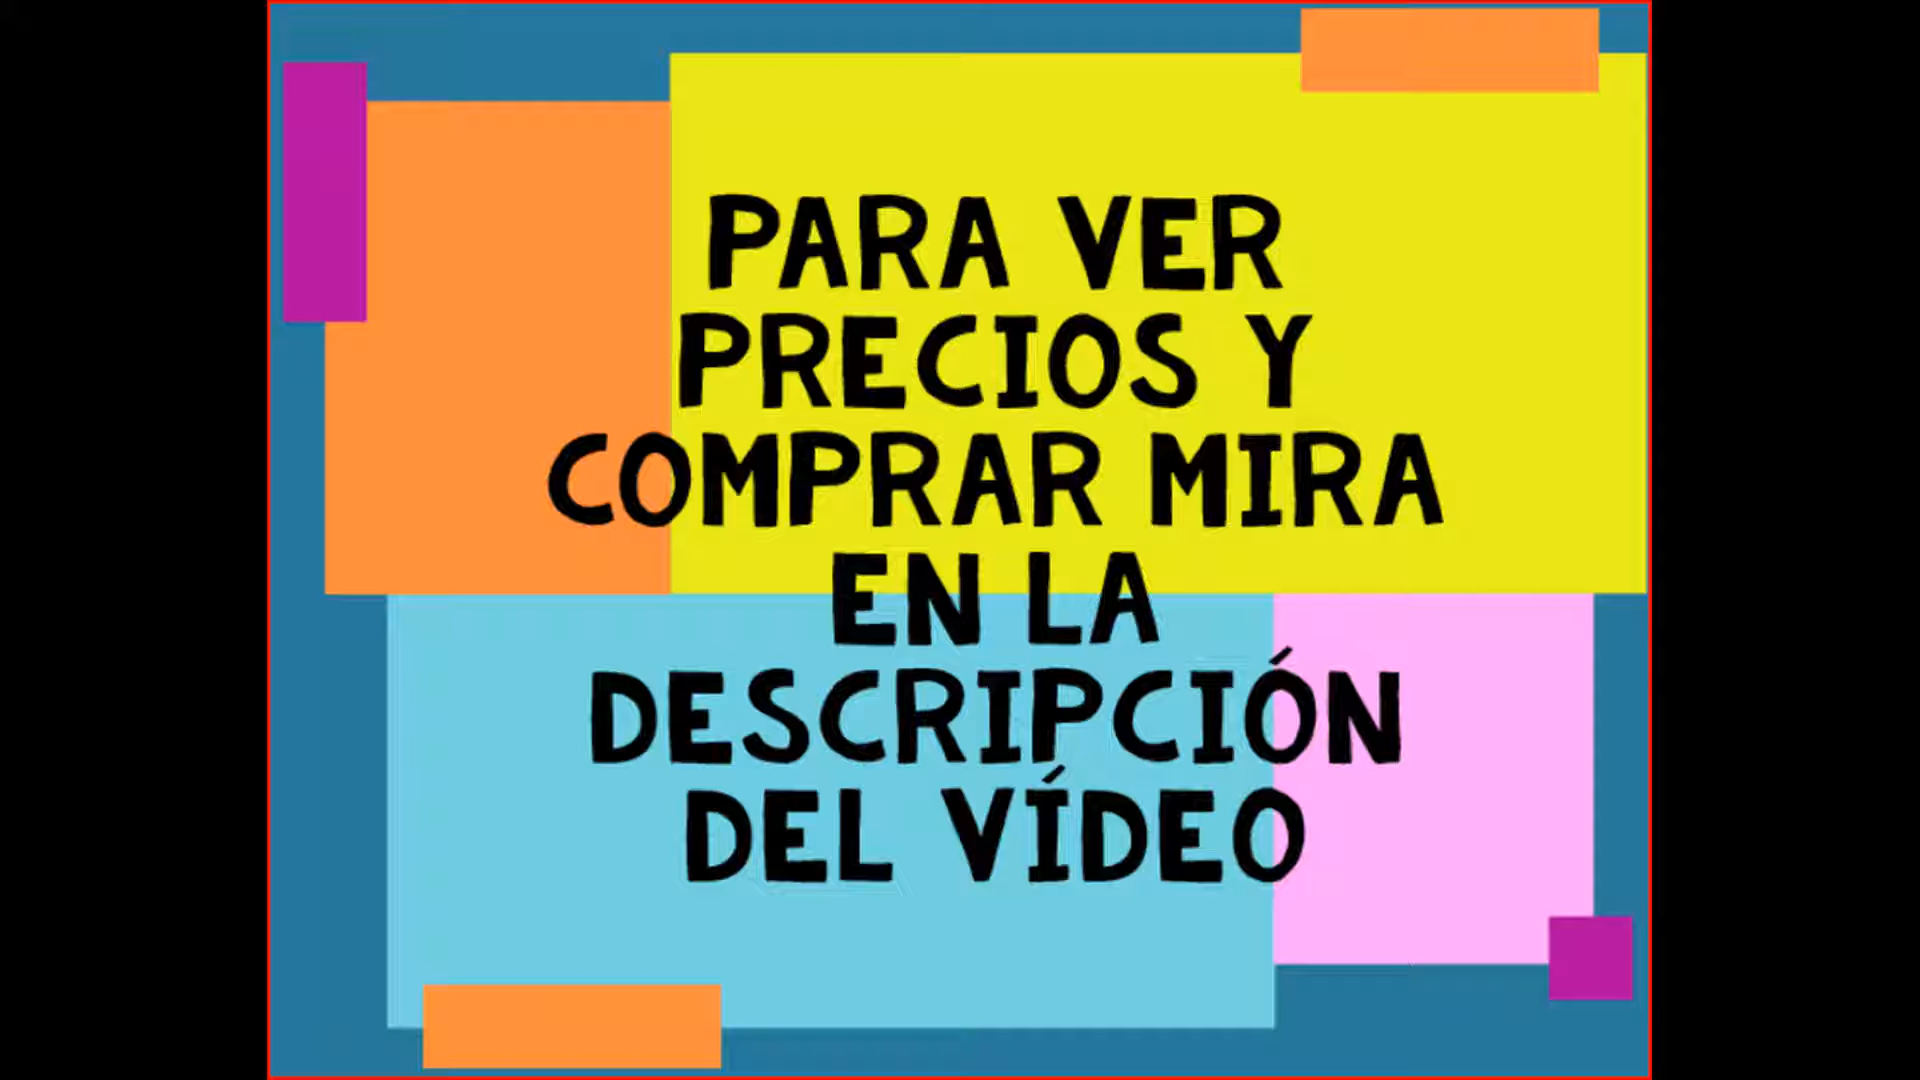 PARA VER
PRECIOS Y
COMPRAR MIRA
EN LA
DESCRIPCIÓN
DEL VÍDEO